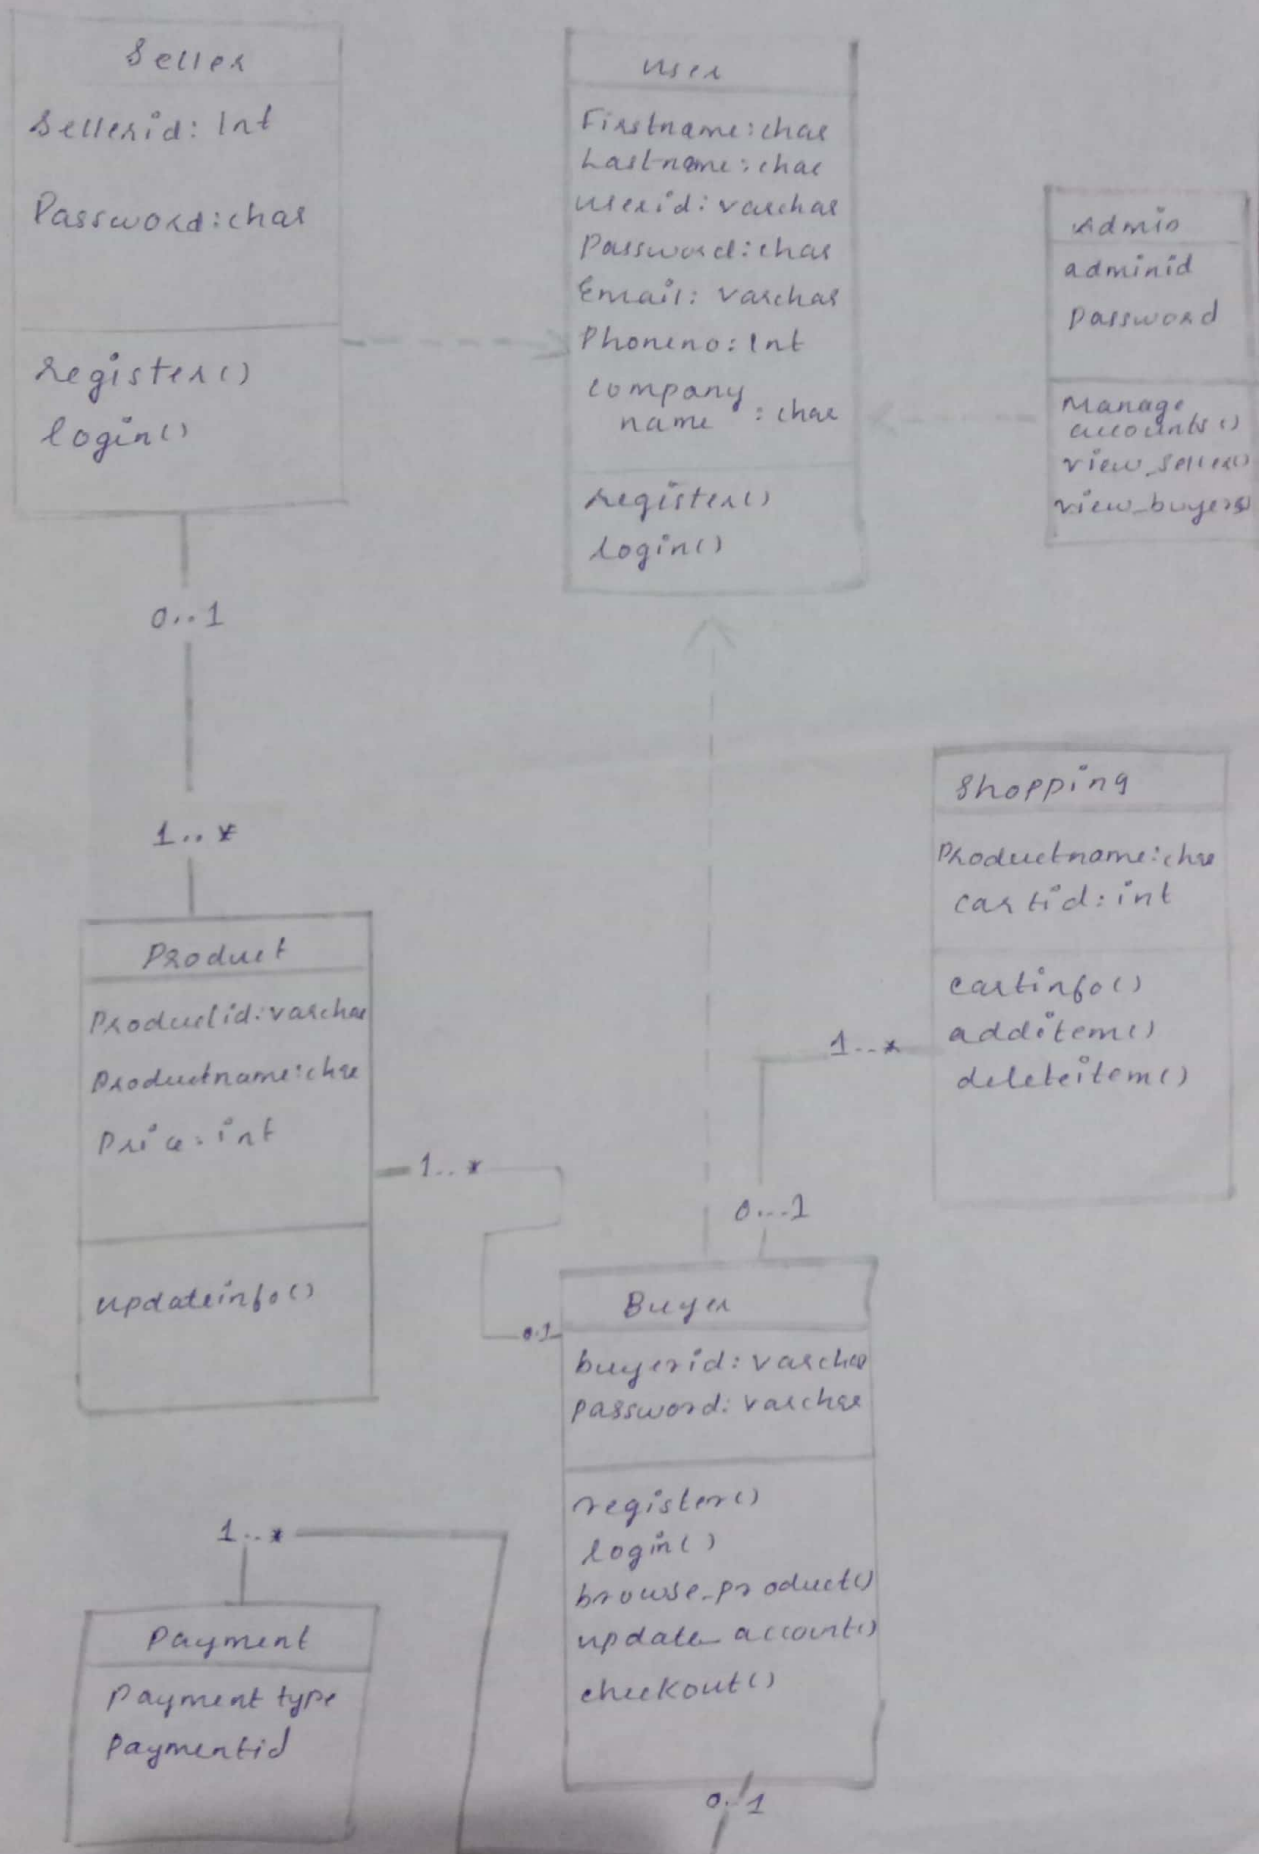 Seller
Sellerid: Int
Password: char
register()
login()
0..1
1..*
User
Firstname: char
Lastname: char
userid: varchar
Password: char
Email: varchar
Phoneno: Int
company
name : char
register()
login()
Admin
adminid
Password
Manage
accounts()
view_seller()
view_buyers()
Shopping
Productname: char
cartid: int
cartinfo()
additem()
deleteitem()
1..*
0...1
Product
Productid: varchar
Productname: char
Price: int
updateinfo()
1..*
0.1
Buyer
buyerid: varchar
password: varchar
register()
login()
browse_product()
update_account()
checkout()
0..1
1..*
Payment
Payment type
Paymentid